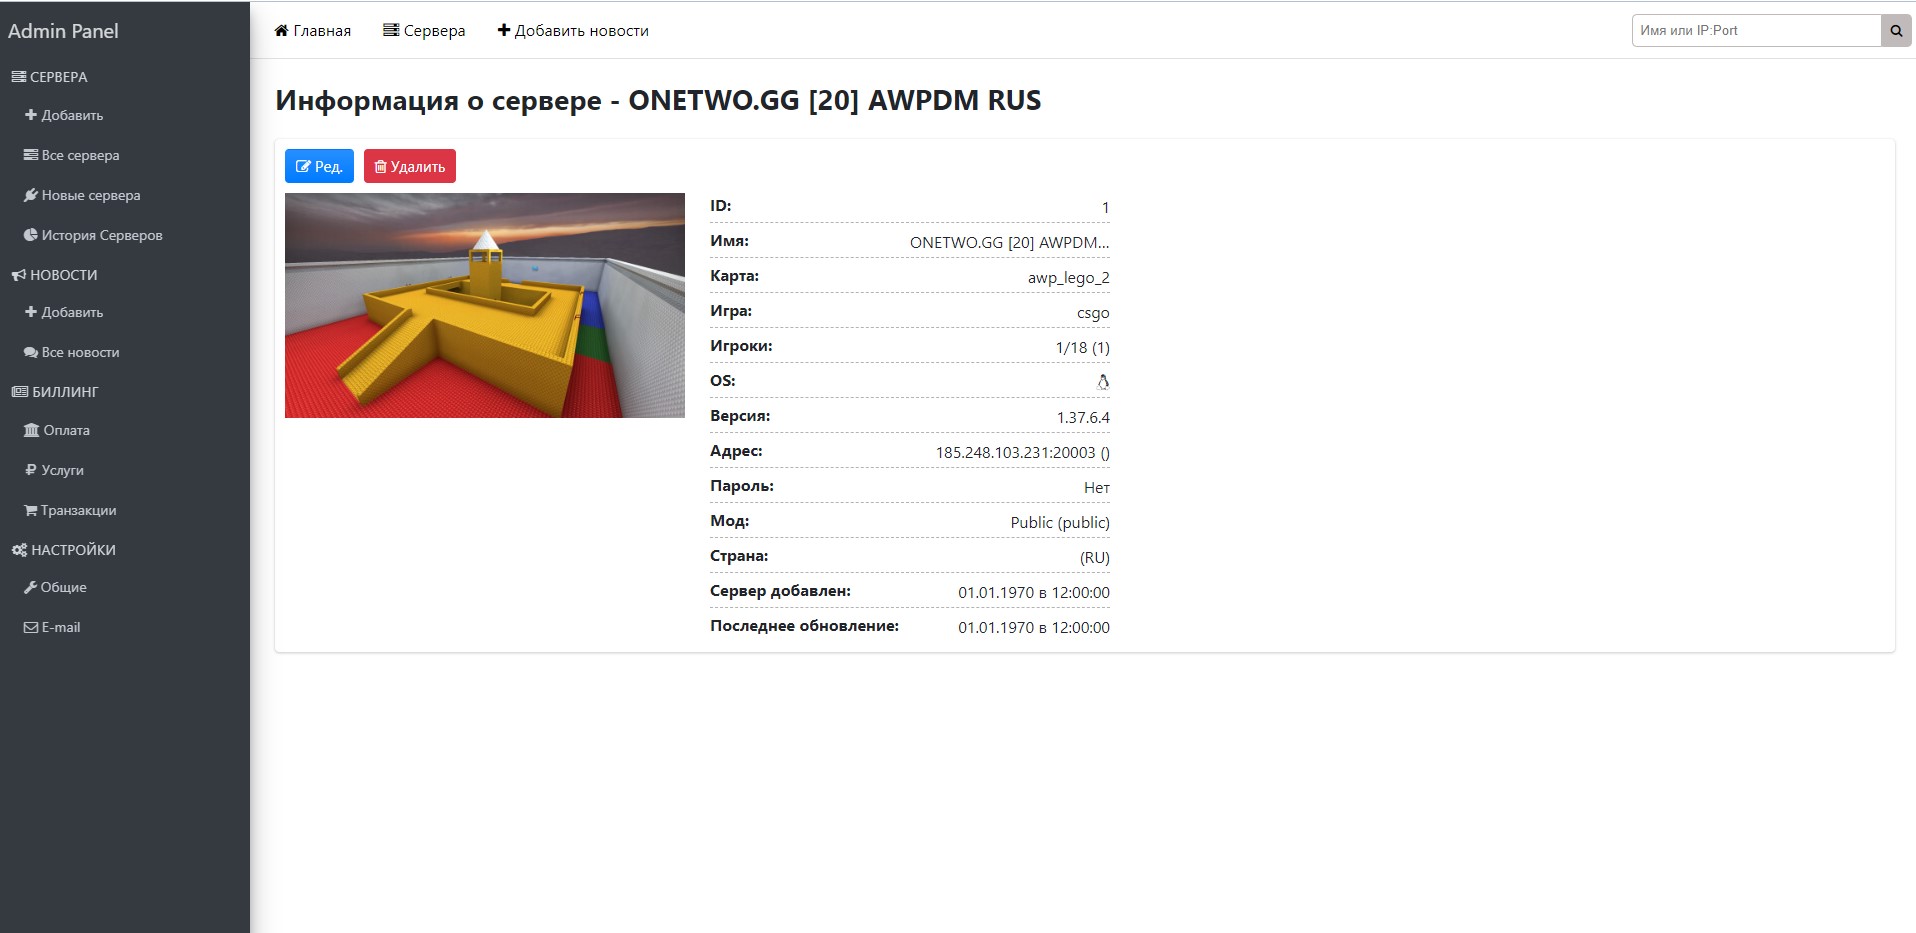 Admin Panel
СЕРВЕРА
Добавить
Все сервера
Новые сервера
История Серверов
НОВОСТИ
Добавить
Все новости
БИЛЛИНГ
Оплата
Услуги
Транзакции
НАСТРОЙКИ
Общие
E-mail
Главная Сервера Добавить новости
Имя или IP:Port
Информация о сервере - ONETWO.GG [20] AWPDM RUS
Ред. Удалить
ID: 1
Имя: ONETWO.GG [20] AWPDM...
Карта: awp_lego_2
Игра: csgo
Игроки: 1/18 (1)
OS:
Версия: 1.37.6.4
Адрес: 185.248.103.231:20003 ()
Пароль: Нет
Мод: Public (public)
Страна: (RU)
Сервер добавлен: 01.01.1970 в 12:00:00
Последнее обновление: 01.01.1970 в 12:00:00